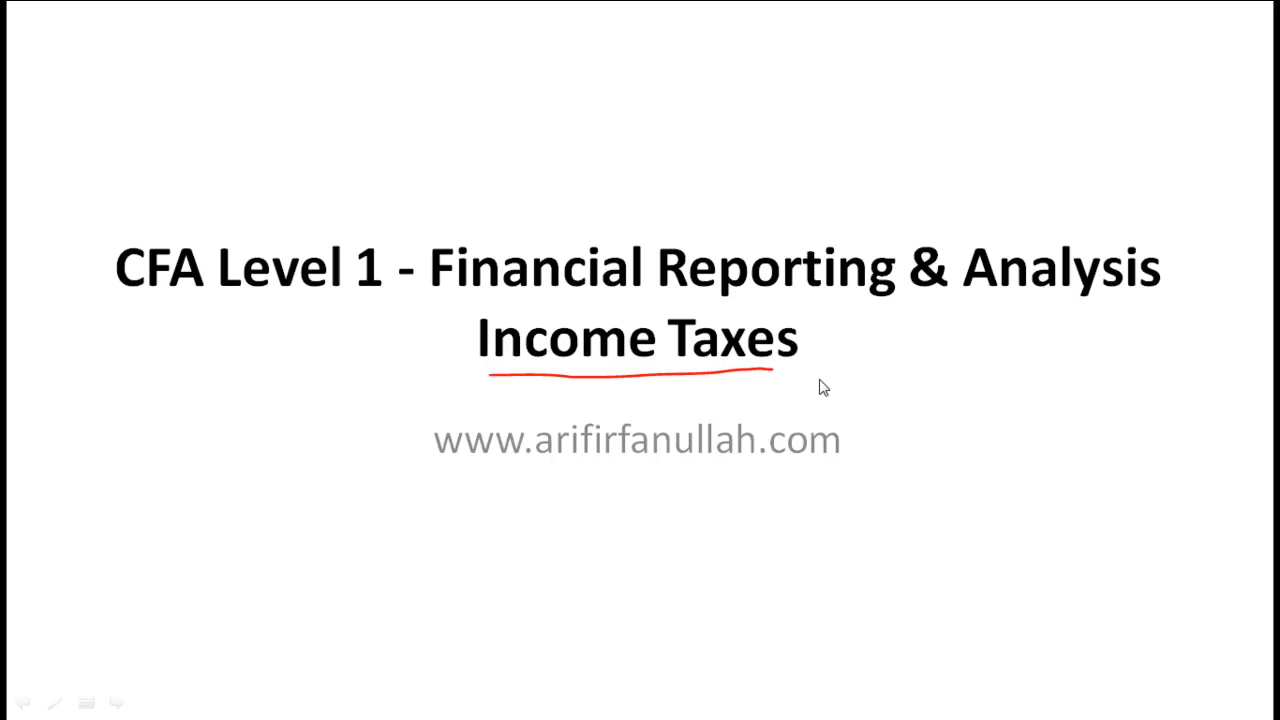 CFA Level 1 - Financial Reporting & Analysis
Income Taxes
www.arifirfanullah.com